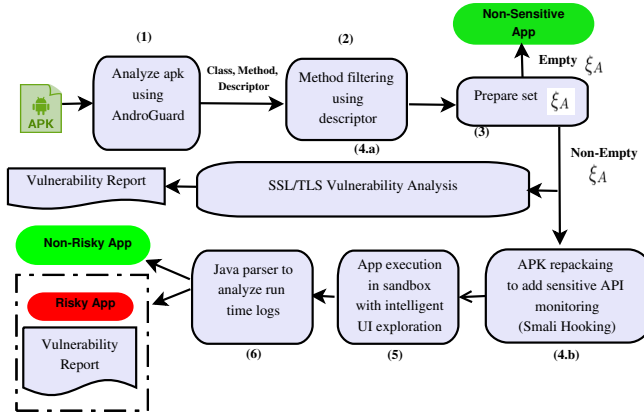 (1)
(2)
Non-Sensitive
App
Analyze apk
using
AndroGuard
Class, Method,
Descriptor
Method filtering
using
descriptor
Empty ξ_A
Prepare set ξ_A
APK
(3)
(4.a)
Non-Empty
ξ_A
Vulnerability Report
SSL/TLS Vulnerability Analysis
Non-Risky App
Risky App
Vulnerability
Report
Java parser to
analyze run
time logs
(6)
App execution
in sandbox
with intelligent
UI exploration
(5)
APK repackaing
to add sensitive API
monitoring
(Smali Hooking)
(4.b)